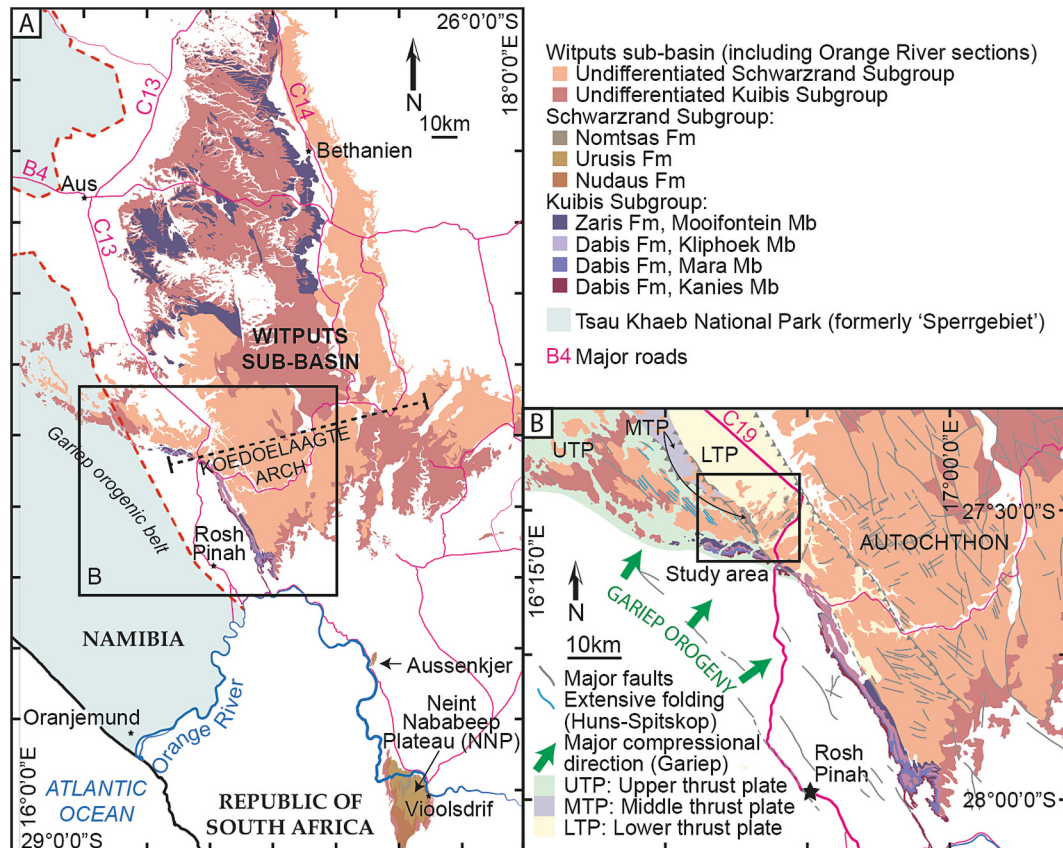 A
26°0'0"S
18°0'0"E
N
10km
C13
C14
Bethanien
B4
Aus
C13
WITPUTS
SUB-BASIN
KOEDOELAAGTE
ARCH
Gariep orogenic belt
Rosh
Pinah
B
NAMIBIA
Aussenkjer
Neint
Nababeep
Plateau (NNP)
Oranjemund
Orange River
ATLANTIC
OCEAN
Vioolsdrif
REPUBLIC OF
SOUTH AFRICA
16°0'0"E
29°0'0"S
Witputs sub-basin (including Orange River sections)
Undifferentiated Schwarzrand Subgroup
Undifferentiated Kuibis Subgroup
Schwarzrand Subgroup:
Nomtsas Fm
Urusis Fm
Nudaus Fm
Kuibis Subgroup:
Zaris Fm, Mooifontein Mb
Dabis Fm, Kliphoek Mb
Dabis Fm, Mara Mb
Dabis Fm, Kanies Mb
Tsau Khaeb National Park (formerly 'Sperrgebiet')
B4 Major roads
B
MTP
C19
UTP
LTP
17°0'0"E
27°30'0"S
AUTOCHTHON
16°15'0"E
Study area
N
GARIEP OROGENY
10km
Major faults
Extensive folding
(Huns-Spitskop)
Major compressional
direction (Gariep)
UTP: Upper thrust plate
MTP: Middle thrust plate
LTP: Lower thrust plate
Rosh
Pinah
28°00'0"S